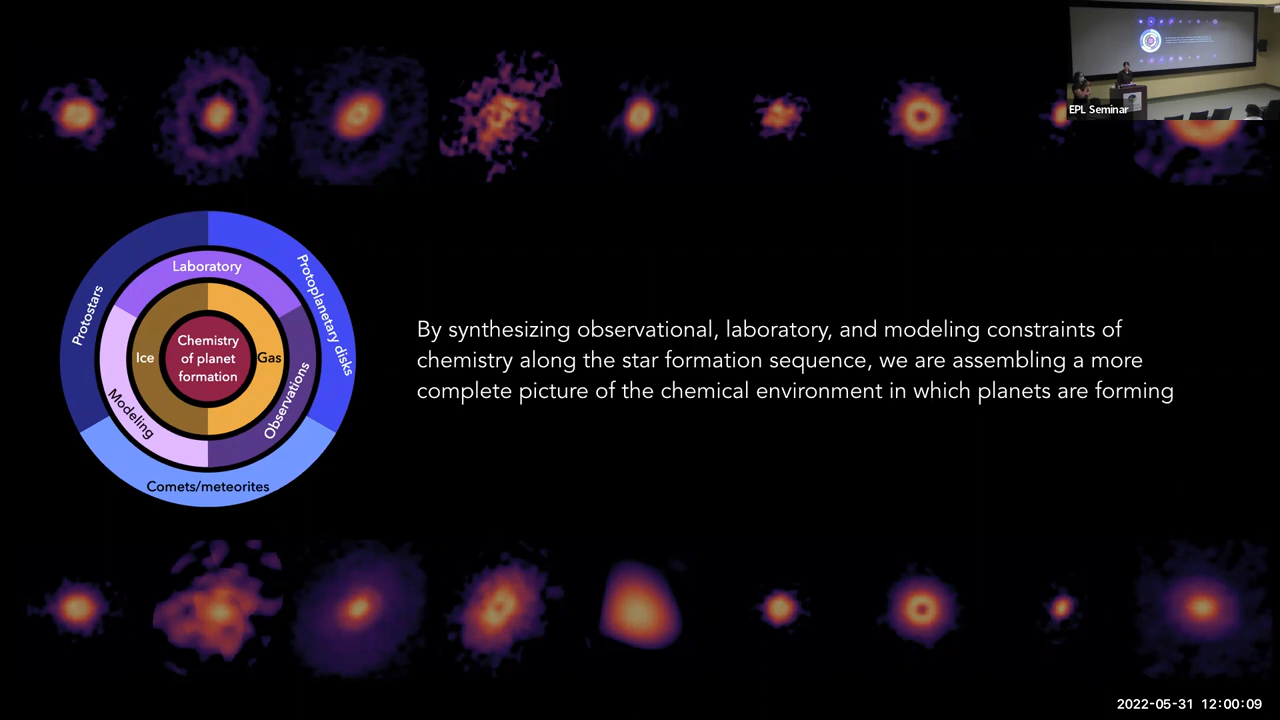 EPL Seminar
Protostars
Protoplanetary disks
Laboratory
Modeling
Observations
Ice
Gas
Chemistry
of planet
formation
Comets/meteorites
By synthesizing observational, laboratory, and modeling constraints of
chemistry along the star formation sequence, we are assembling a more
complete picture of the chemical environment in which planets are forming
2022-05-31 12:00:09